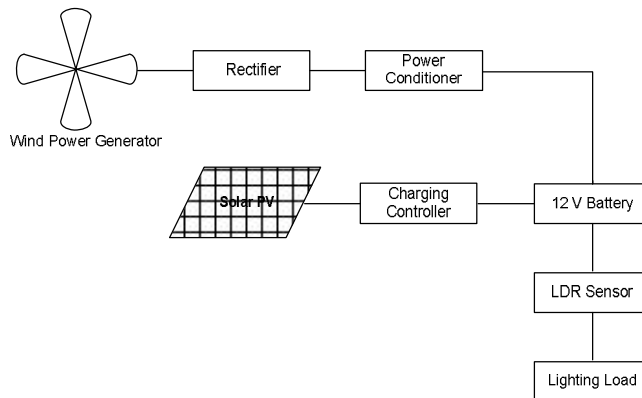 Rectifier
Power
Conditioner
Wind Power Generator
Solar PV
Charging
Controller
12 V Battery
LDR Sensor
Lighting Load